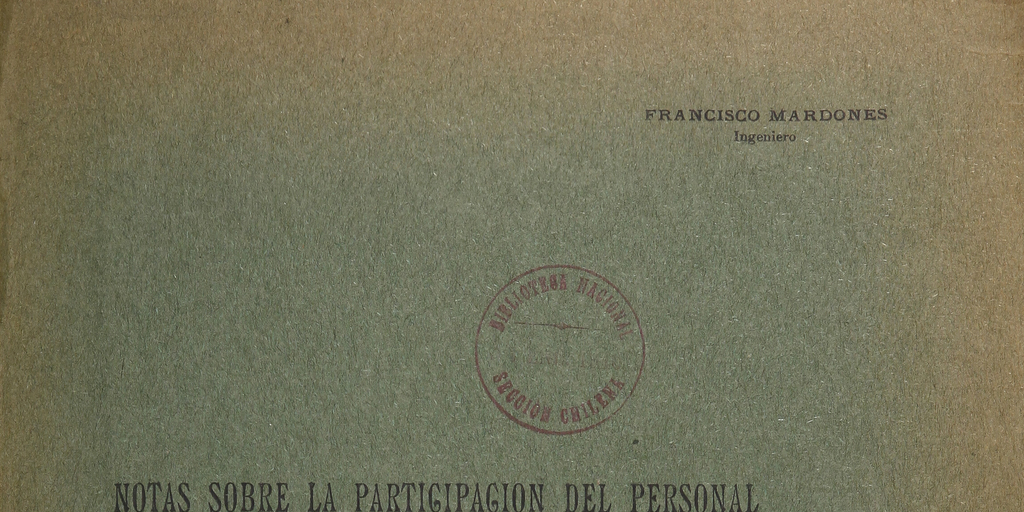 FRANCISCO MARDONES
Ingeniero
BIBLIOTECA NACIONAL
SECCION CHILENA
NOTAS SOBRE LA PARTICIPACION DEL PERSONAL